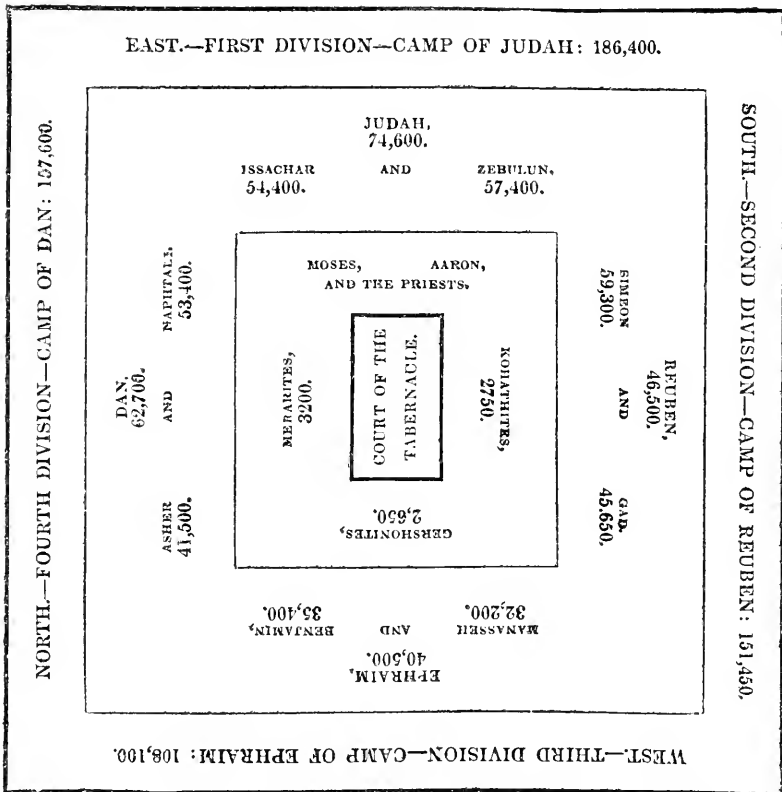 EAST.—FIRST DIVISION—CAMP OF JUDAH: 186,400.
JUDAH,
74,600.
ISSACHAR AND ZEBULUN,
54,400. 57,400.
MOSES, AARON,
AND THE PRIESTS.
COURT OF THE
TABERNACLE.
MERARITES,
3200.
KOHATHITES,
2750.
GERSHONITES,
2,650.
NORTH.—FOURTH DIVISION—CAMP OF DAN: 157,600.
DAN,
62,700.
ASHER AND NAPHTALI,
41,500. 53,400.
SOUTH.—SECOND DIVISION—CAMP OF REUBEN: 151,450.
REUBEN,
46,500.
SIMEON AND GAD.
59,300. 45,650.
MANASSEH AND BENJAMIN,
32,200. 35,400.
EPHRAIM,
40,500.
WEST.—THIRD DIVISION—CAMP OF EPHRAIM: 108,100.